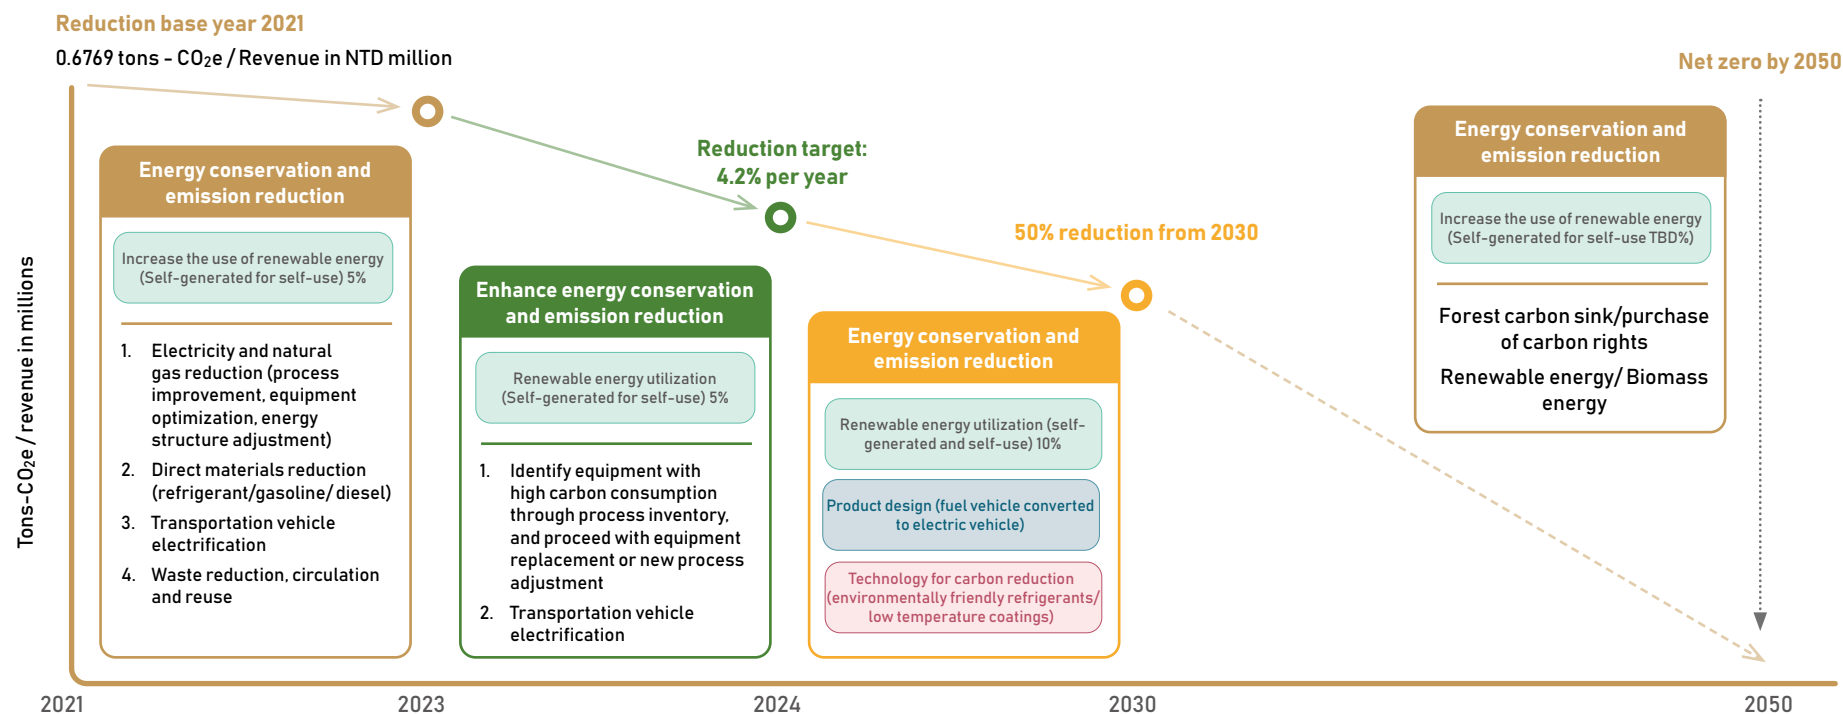 Reduction base year 2021
0.6769 tons - CO₂e / Revenue in NTD million
Net zero by 2050
Tons-CO₂e / revenue in millions
Energy conservation and
emission reduction
Increase the use of renewable energy
(Self-generated for self-use) 5%
1. Electricity and natural
gas reduction (process
improvement, equipment
optimization, energy
structure adjustment)
2. Direct materials reduction
(refrigerant/gasoline/ diesel)
3. Transportation vehicle
electrification
4. Waste reduction, circulation
and reuse
Enhance energy conservation
and emission reduction
Renewable energy utilization
(Self-generated for self-use) 5%
1. Identify equipment with
high carbon consumption
through process inventory,
and proceed with equipment
replacement or new process
adjustment
2. Transportation vehicle
electrification
Reduction target:
4.2% per year
50% reduction from 2030
Energy conservation and
emission reduction
Renewable energy utilization (self-
generated and self-use) 10%
Product design (fuel vehicle converted
to electric vehicle)
Technology for carbon reduction
(environmentally friendly refrigerants/
low temperature coatings)
Energy conservation and
emission reduction
Increase the use of renewable energy
(Self-generated for self-use TBD%)
Forest carbon sink/purchase
of carbon rights
Renewable energy/ Biomass
energy
2021
2023
2024
2030
2050